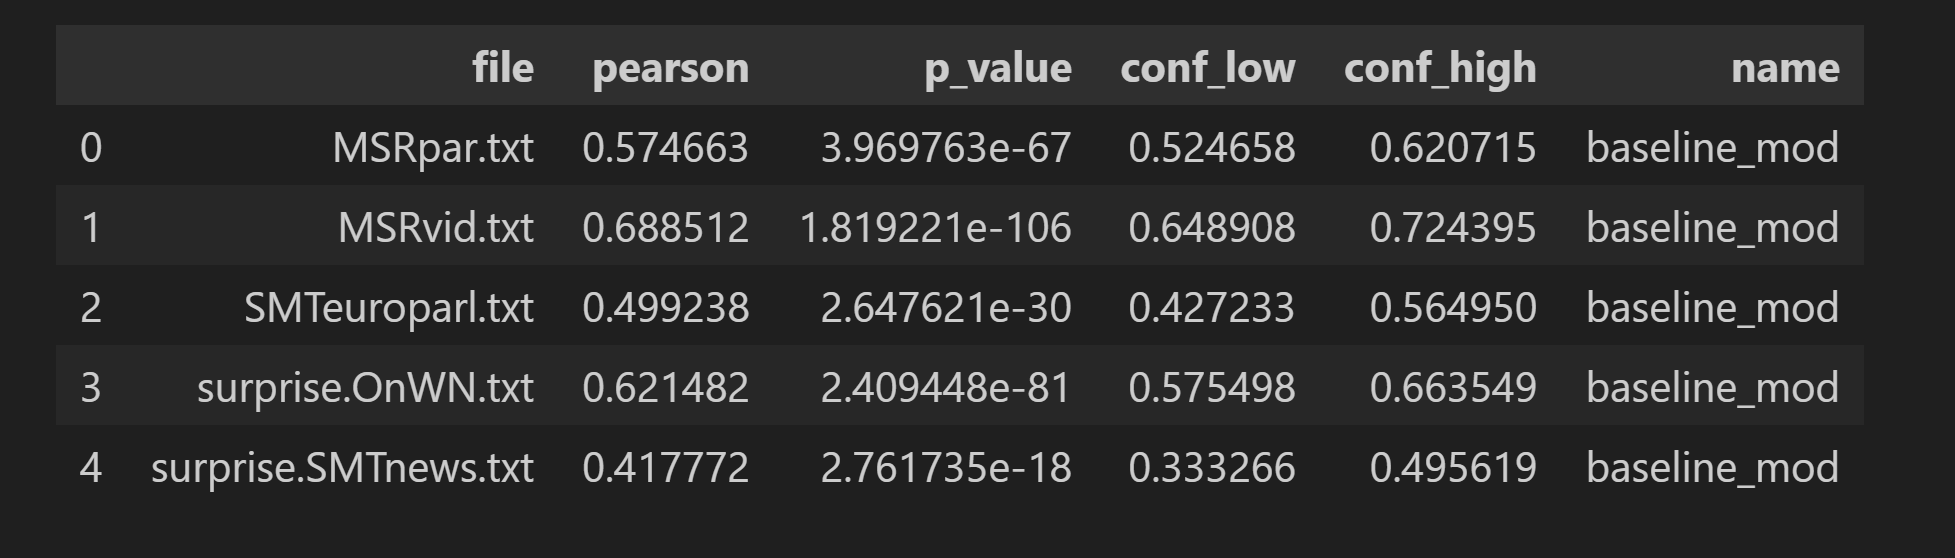 file pearson p_value conf_low conf_high name
0 MSRpar.txt 0.574663 3.969763e-67 0.524658 0.620715 baseline_mod
1 MSRvid.txt 0.688512 1.819221e-106 0.648908 0.724395 baseline_mod
2 SMTeuroparl.txt 0.499238 2.647621e-30 0.427233 0.564950 baseline_mod
3 surprise.OnWN.txt 0.621482 2.409448e-81 0.575498 0.663549 baseline_mod
4 surprise.SMTnews.txt 0.417772 2.761735e-18 0.333266 0.495619 baseline_mod